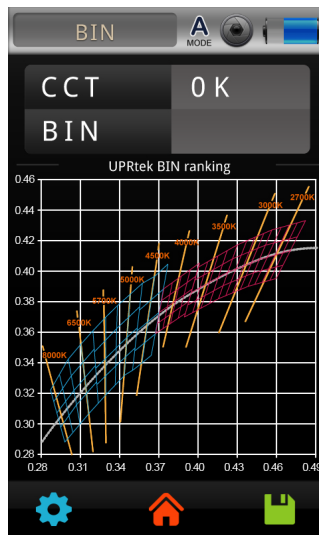 BIN
A
MODE
CCT 0 K
BIN
UPRtek BIN ranking
0.46
0.44
0.42
0.40
0.38
0.36
0.34
0.32
0.30
0.28
2700K
3000K
3500K
4000K
4500K
5000K
5700K
6500K
8000K
0.28 0.31 0.34 0.37 0.40 0.43 0.46 0.49